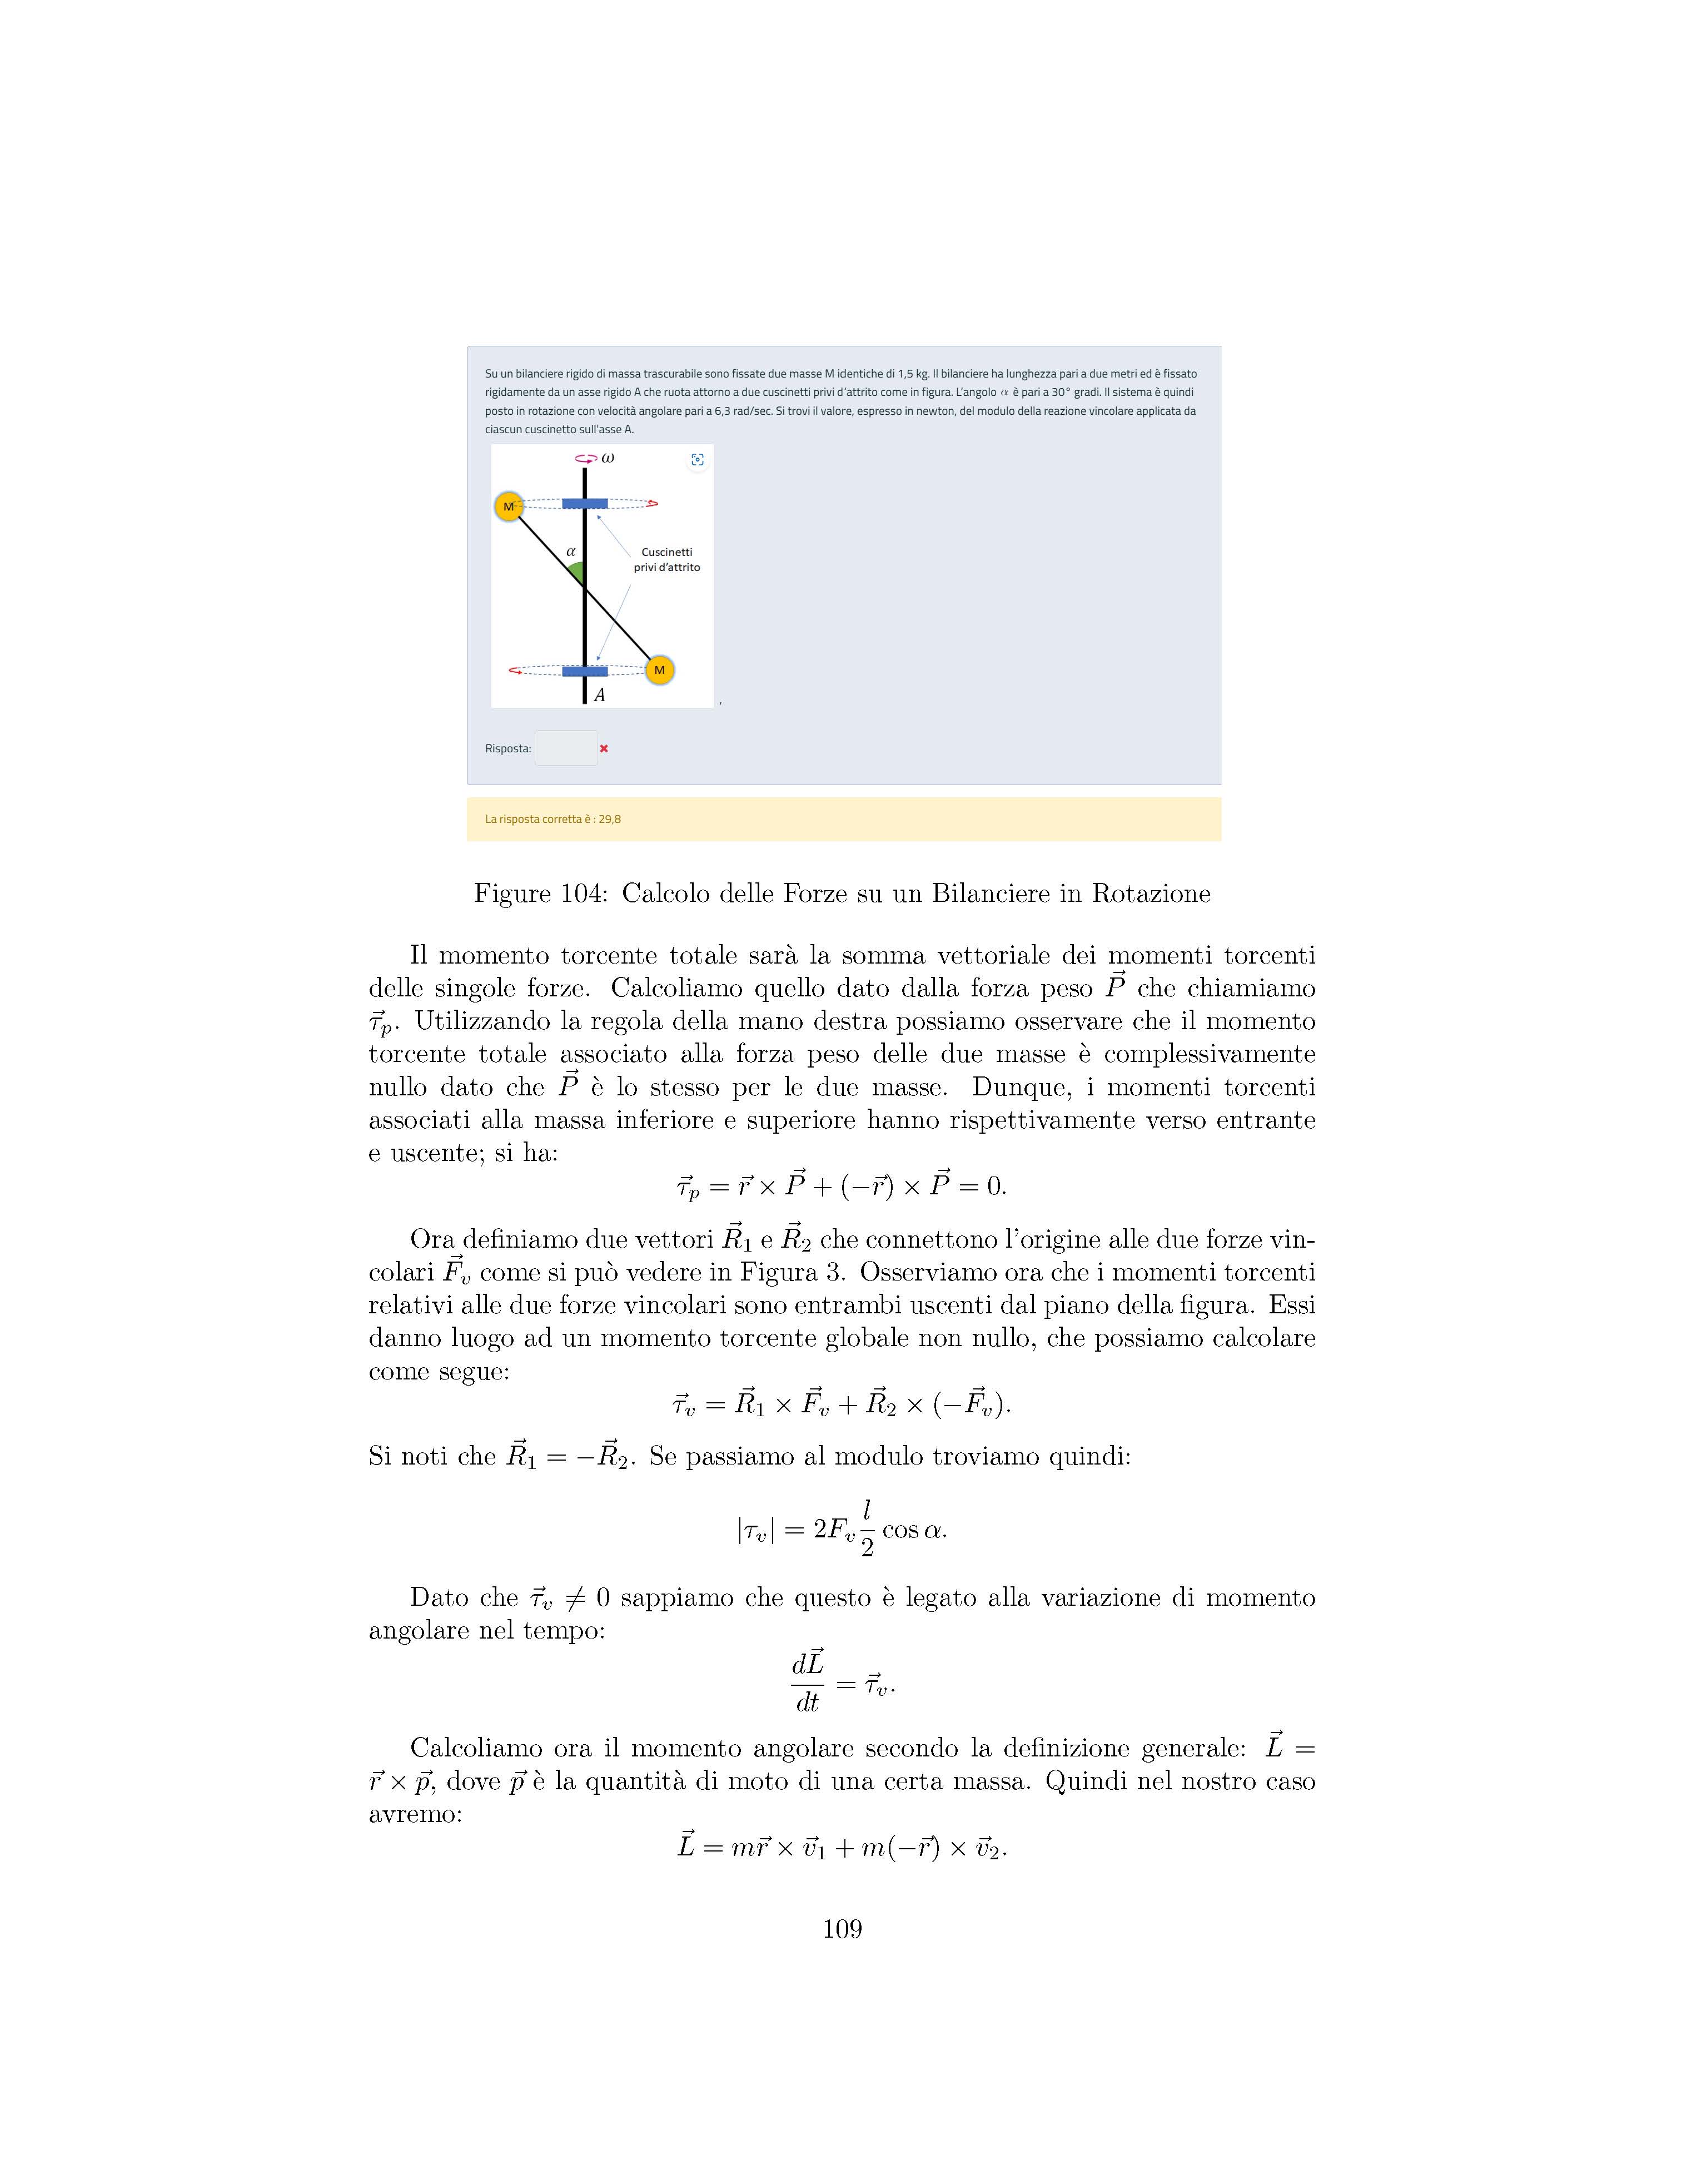 Su un bilanciere rigido di massa trascurabile sono fissate due masse M identiche di 1,5 kg. Il bilanciere ha lunghezza pari a due metri ed è fissato
rigidamente da un asse rigido A che ruota attorno a due cuscinetti privi d'attrito come in figura. L'angolo α è pari a 30° gradi. Il sistema è quindi
posto in rotazione con velocità angolare pari a 6,3 rad/sec. Si trovi il valore, espresso in newton, del modulo della reazione vincolare applicata da
ciascun cuscinetto sull'asse A.
ω
M
α
Cuscinetti
privi d'attrito
M
A
,
Risposta:
La risposta corretta è : 29,8
Figure 104: Calcolo delle Forze su un Bilanciere in Rotazione
Il momento torcente totale sarà la somma vettoriale dei momenti torcenti
delle singole forze. Calcoliamo quello dato dalla forza peso $\vec{P}$ che chiamiamo
$\vec{\tau}_p$. Utilizzando la regola della mano destra possiamo osservare che il momento
torcente totale associato alla forza peso delle due masse è complessivamente
nullo dato che $\vec{P}$ è lo stesso per le due masse. Dunque, i momenti torcenti
associati alla massa inferiore e superiore hanno rispettivamente verso entrante
e uscente; si ha:
$\vec{\tau}_p = \vec{r} \times \vec{P} + (-\vec{r}) \times \vec{P} = 0.$
Ora definiamo due vettori $\vec{R}_1$ e $\vec{R}_2$ che connettono l'origine alle due forze vin-
colari $\vec{F}_v$ come si può vedere in Figura 3. Osserviamo ora che i momenti torcenti
relativi alle due forze vincolari sono entrambi uscenti dal piano della figura. Essi
danno luogo ad un momento torcente globale non nullo, che possiamo calcolare
come segue:
$\vec{\tau}_v = \vec{R}_1 \times \vec{F}_v + \vec{R}_2 \times (-\vec{F}_v).$
Si noti che $\vec{R}_1 = -\vec{R}_2$. Se passiamo al modulo troviamo quindi:
$|\tau_v| = 2F_v \frac{l}{2} \cos \alpha.$
Dato che $\vec{\tau}_v \neq 0$ sappiamo che questo è legato alla variazione di momento
angolare nel tempo:
$\frac{d\vec{L}}{dt} = \vec{\tau}_v.$
Calcoliamo ora il momento angolare secondo la definizione generale: $\vec{L} =$
$\vec{r} \times \vec{p}$, dove $\vec{p}$ è la quantità di moto di una certa massa. Quindi nel nostro caso
avremo:
$\vec{L} = m\vec{r} \times \vec{v}_1 + m(-\vec{r}) \times \vec{v}_2.$
109